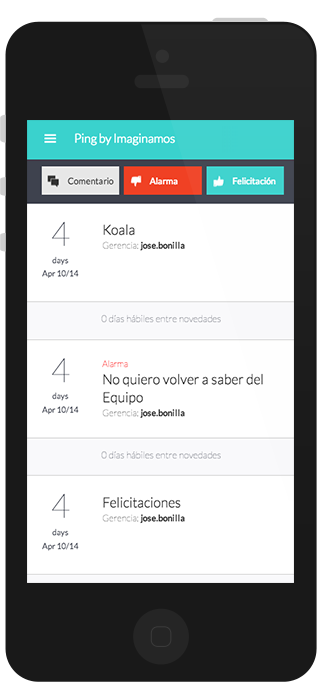 Ping by Imaginamos
Comentario
Alarma
Felicitación
4
days
Apr 10/14
Koala
Gerencia: jose.bonilla
0 días hábiles entre novedades
4
days
Apr 10/14
Alarma
No quiero volver a saber del
Equipo
Gerencia: jose.bonilla
0 días hábiles entre novedades
4
days
Apr 10/14
Felicitaciones
Gerencia: jose.bonilla